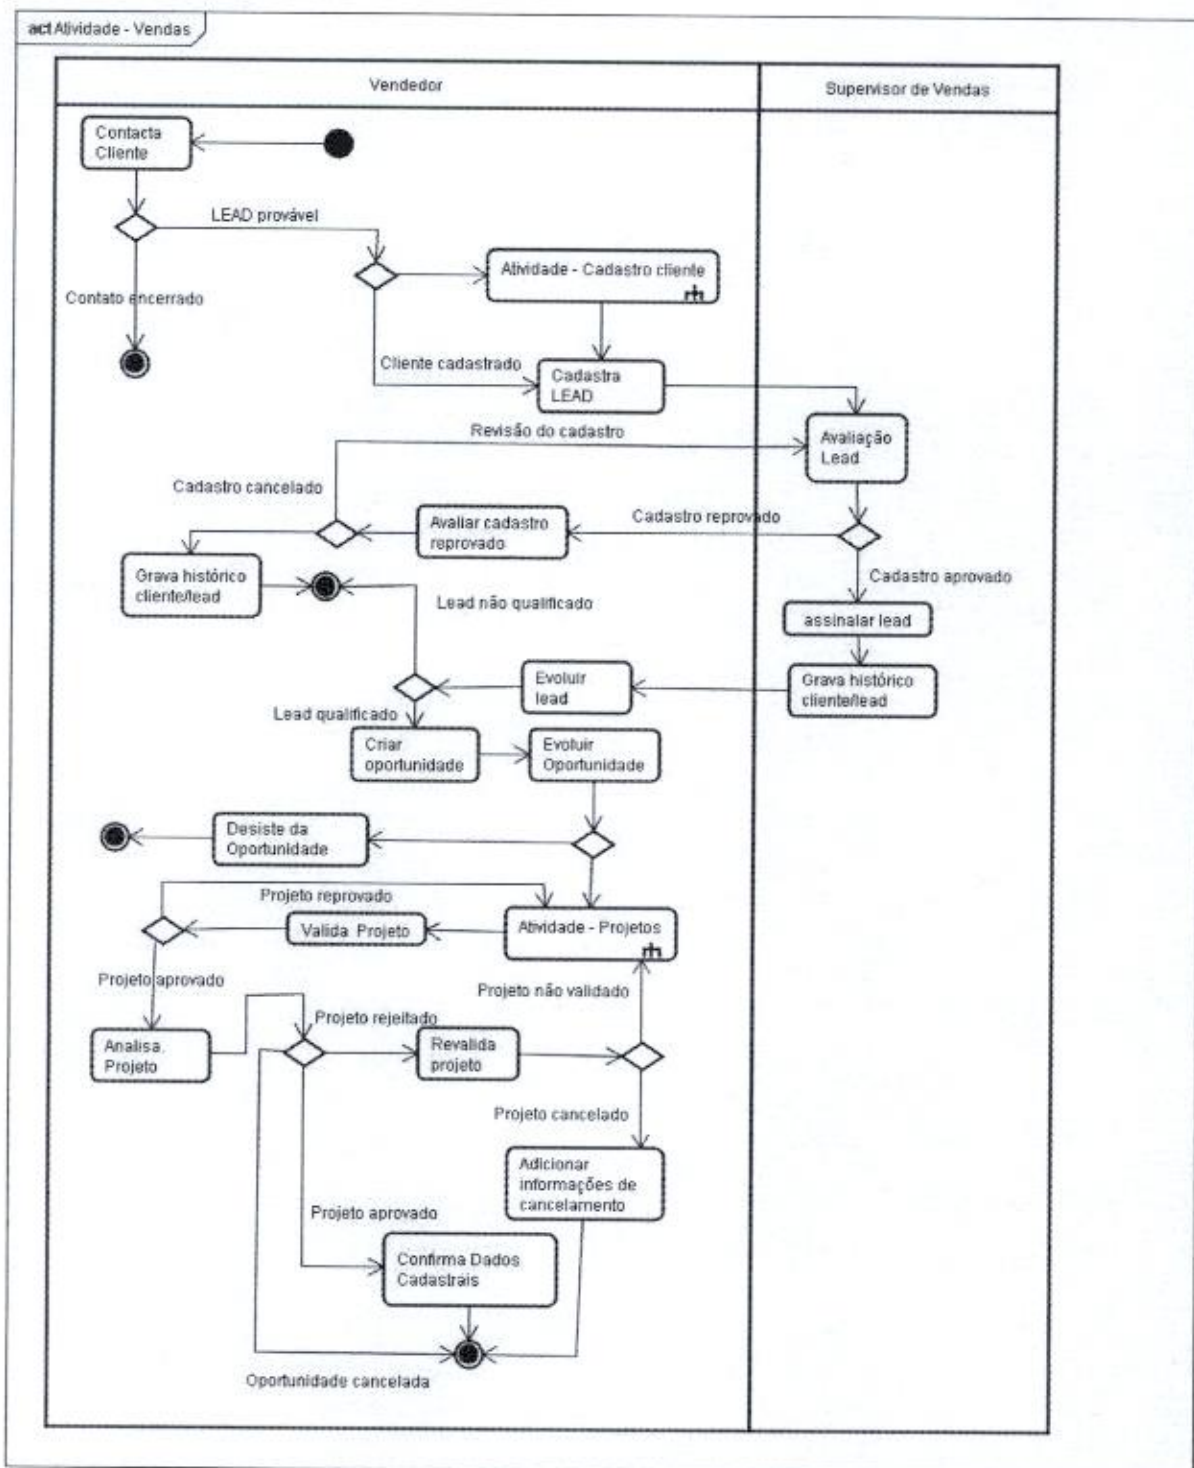 act Atividade - Vendas
Vendedor
Supervisor de Vendas
Contacta
Cliente
LEAD provável
Atividade - Cadastro cliente
Contato encerrado
Cliente cadastrado
Cadastra
LEAD
Revisão do cadastro
Avaliação
Lead
Cadastro cancelado
Avaliar cadastro
reprovado
Cadastro reprovado
Grava histórico
cliente/lead
Cadastro aprovado
Lead não qualificado
assinalar lead
Evoluir
lead
Grava histórico
cliente/lead
Lead qualificado
Criar
oportunidade
Evoluir
Oportunidade
Desiste da
Oportunidade
Projeto reprovado
Valida Projeto
Atividade - Projetos
Projeto aprovado
Projeto não validado
Projeto rejeitado
Analisa.
Projeto
Revalida
projeto
Projeto cancelado
Adicionar
informações de
cancelamento
Projeto aprovado
Confirma Dados
Cadastrais
Oportunidade cancelada